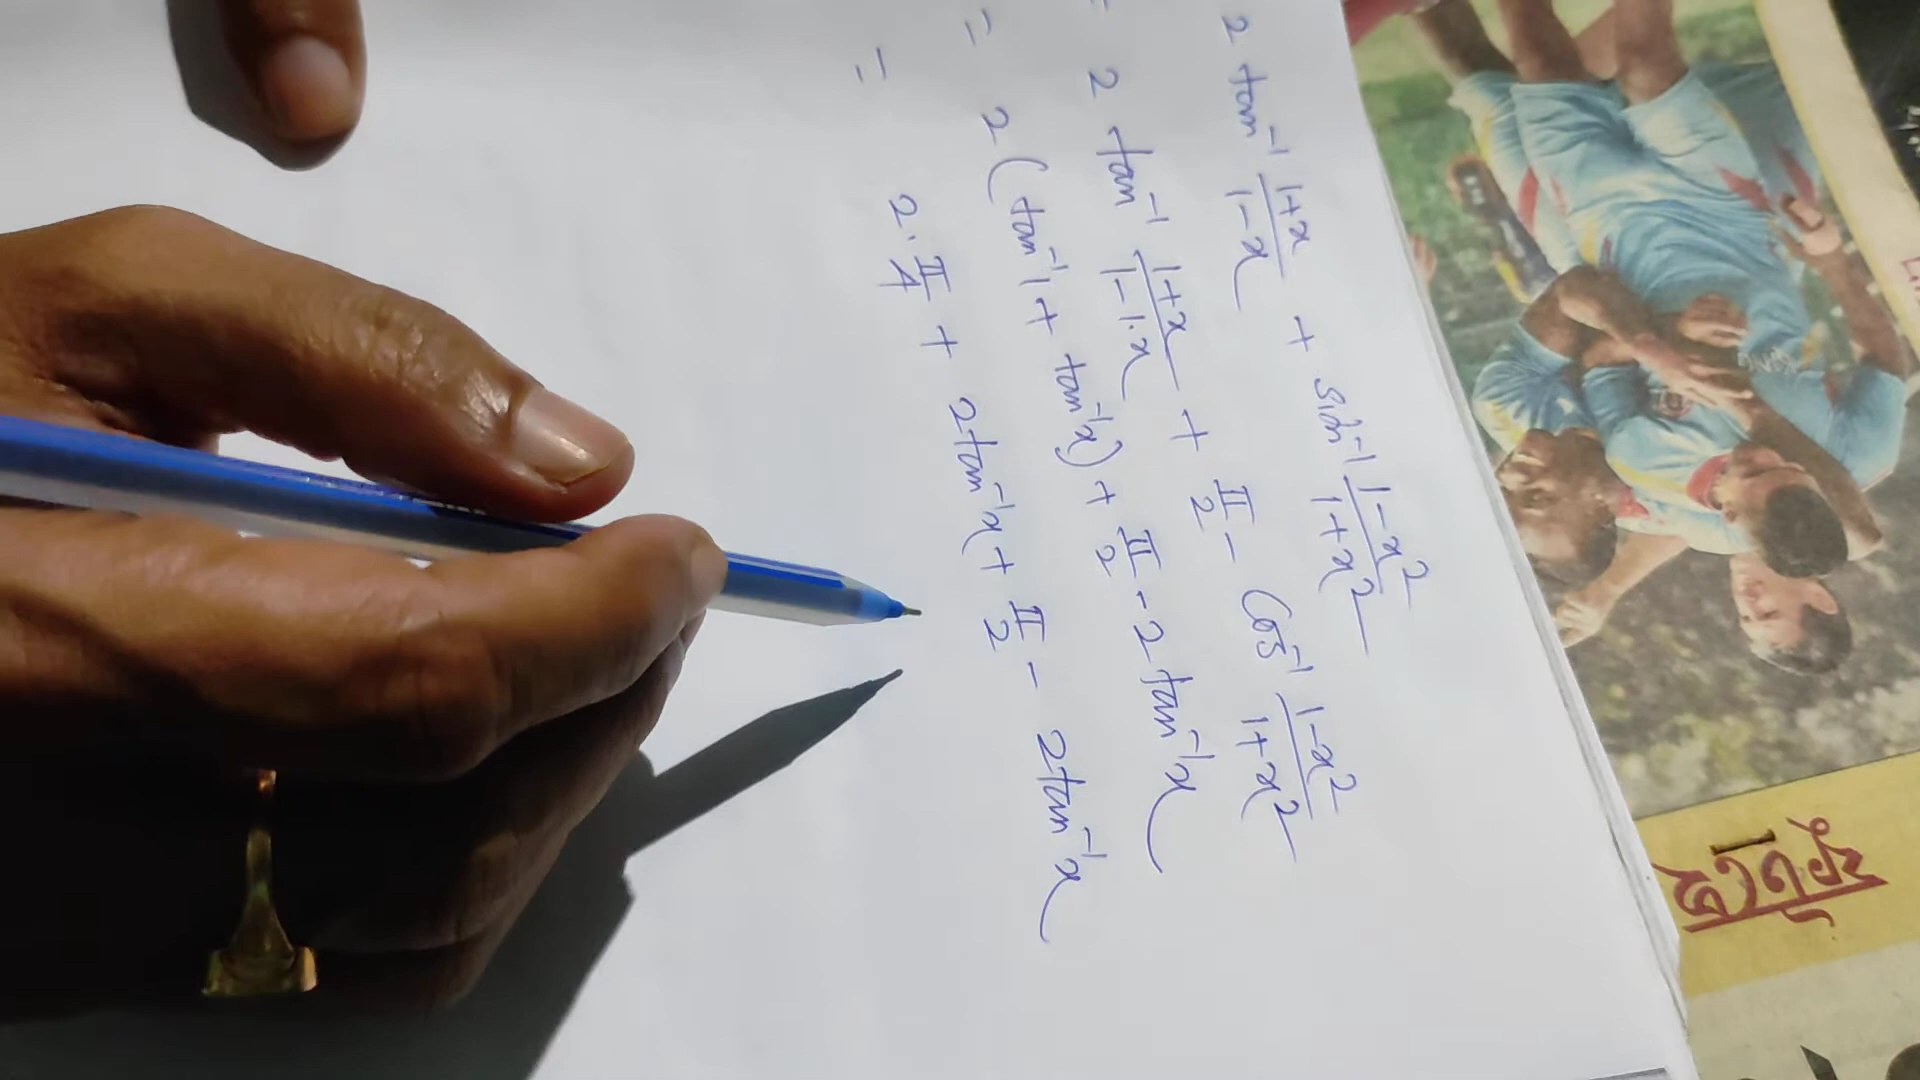 2 tan⁻¹ (1+x)/(1-x) + sin⁻¹ (1-x²)/(1+x²)
= 2 tan⁻¹ (1+x)/(1-1·x) + π/2 - Cos⁻¹ (1-x²)/(1+x²)
= 2 (tan⁻¹1 + tan⁻¹x) + π/2 - 2 tan⁻¹x
= 2·π/4 + 2tan⁻¹x + π/2 - 2tan⁻¹x